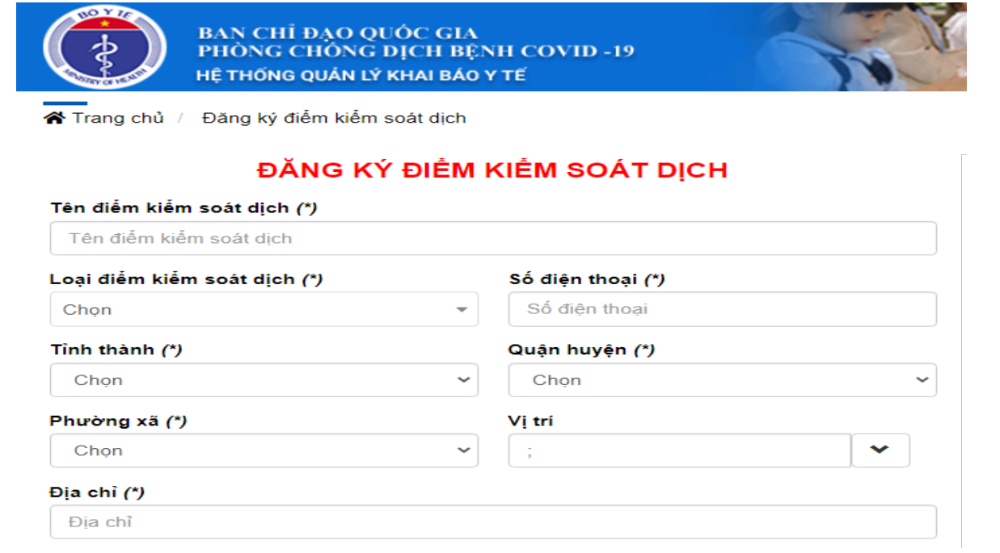 BO Y TE
MINISTRY OF HEALTH
BAN CHỈ ĐẠO QUỐC GIA
PHÒNG CHỐNG DỊCH BỆNH COVID -19
HỆ THỐNG QUẢN LÝ KHAI BÁO Y TẾ
Trang chủ / Đăng ký điểm kiểm soát dịch
ĐĂNG KÝ ĐIỂM KIỂM SOÁT DỊCH
Tên điểm kiểm soát dịch (*)
Tên điểm kiểm soát dịch
Loại điểm kiểm soát dịch (*) Số điện thoại (*)
Chọn Số điện thoại
Tỉnh thành (*) Quận huyện (*)
Chọn Chọn
Phường xã (*) Vị trí
Chọn ;
Địa chỉ (*)
Địa chỉ